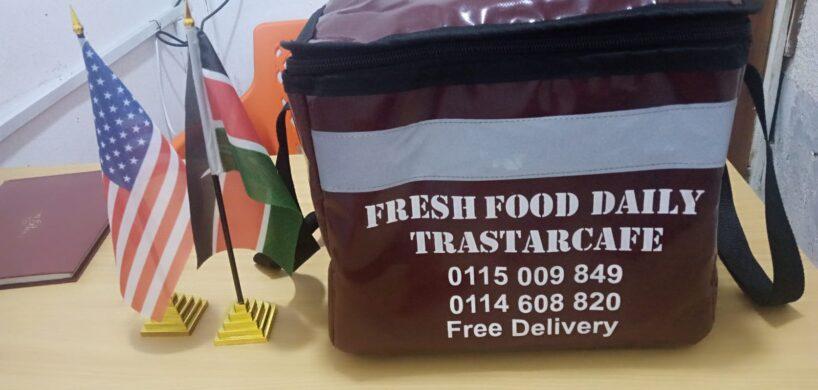 FRESH FOOD DAILY
TRASTARCAFE
0115 009 849
0114 608 820
Free Delivery